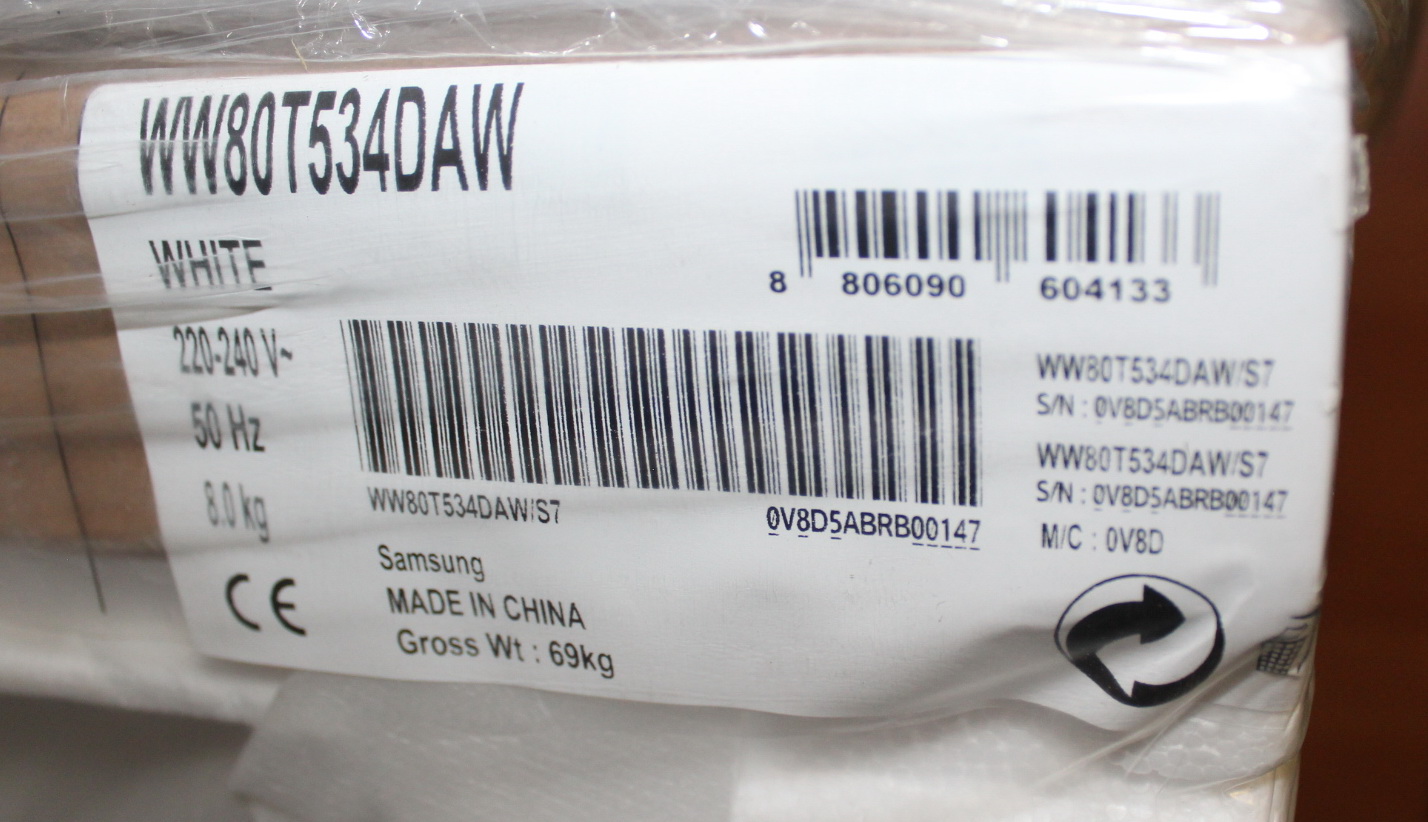 WW80T534DAW
WHITE
8 806090 604133
220-240 V~
50 Hz
8.0 kg
CE
WW80T534DAW/S7
0V8D5ABRB00147
Samsung
MADE IN CHINA
Gross Wt : 69kg
WW80T534DAW/S7
S/N : 0V8D5ABRB00147
WW80T534DAW/S7
S/N : 0V8D5ABRB00147
M/C : 0V8D